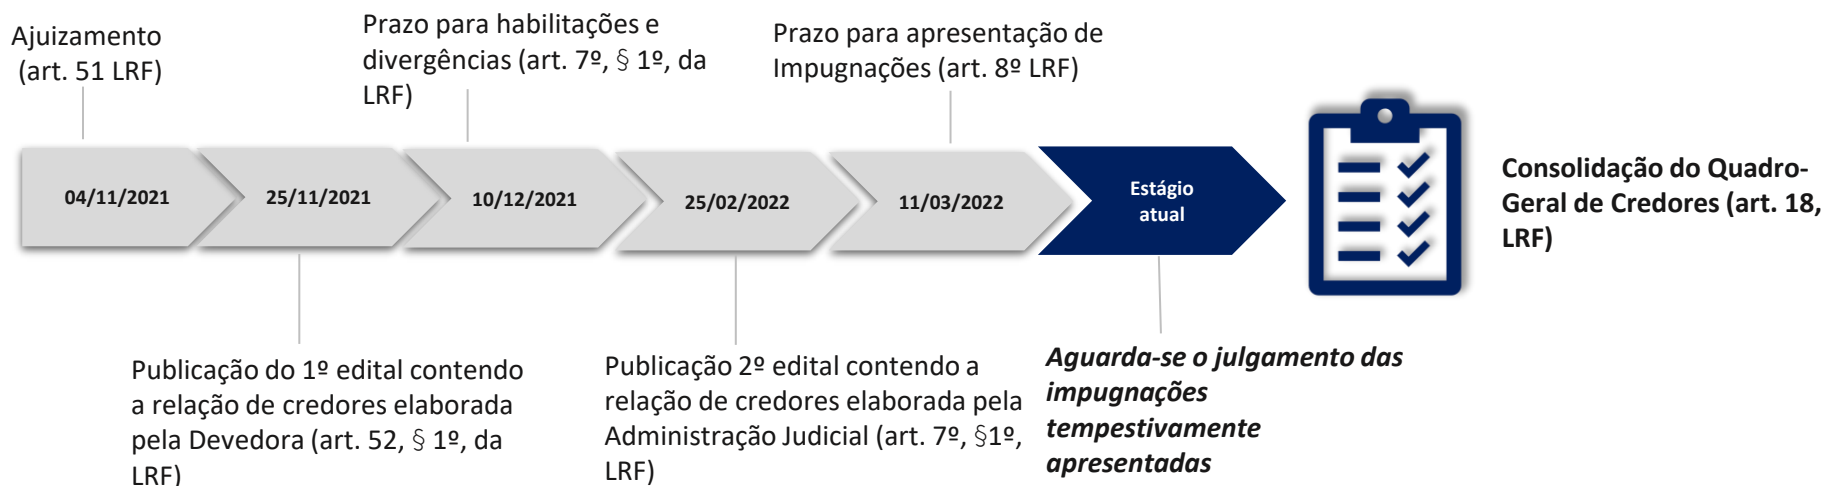 Ajuizamento
(art. 51 LRF)
Prazo para habilitações e
divergências (art. 7º, § 1º, da
LRF)
Prazo para apresentação de
Impugnações (art. 8º LRF)
04/11/2021
25/11/2021
10/12/2021
25/02/2022
11/03/2022
Estágio
atual
Consolidação do Quadro-
Geral de Credores (art. 18,
LRF)
Publicação do 1º edital contendo
a relação de credores elaborada
pela Devedora (art. 52, § 1º, da
LRF)
Publicação 2º edital contendo a
relação de credores elaborada pela
Administração Judicial (art. 7º, §1º,
LRF)
Aguarda-se o julgamento das
impugnações
tempestivamente
apresentadas